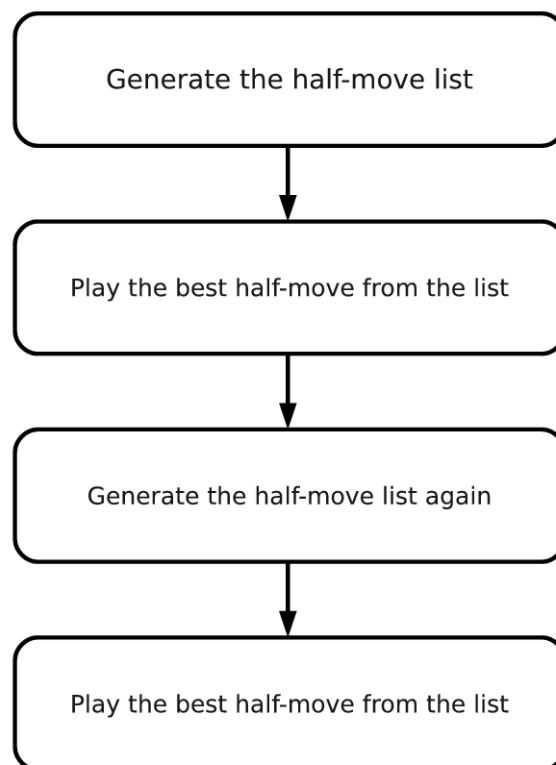 Generate the half-move list
Play the best half-move from the list
Generate the half-move list again
Play the best half-move from the list